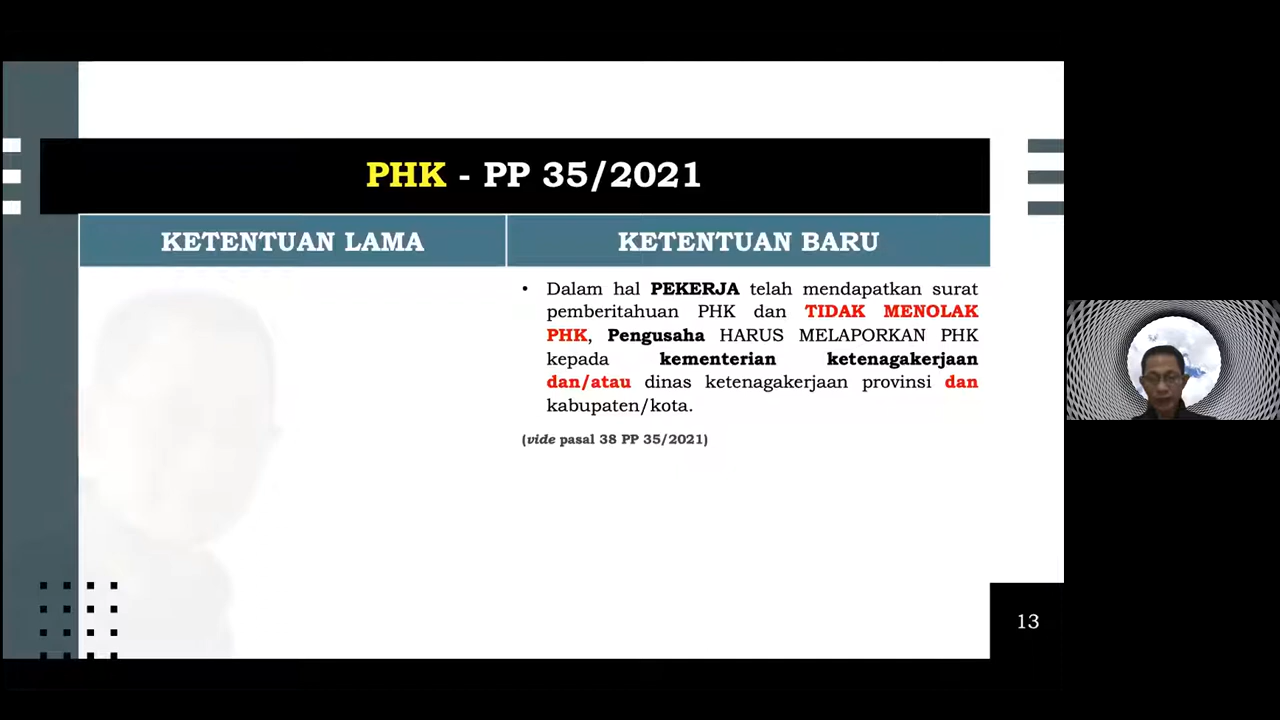 PHK - PP 35/2021
KETENTUAN LAMA
KETENTUAN BARU
• Dalam hal PEKERJA telah mendapatkan surat
pemberitahuan PHK dan TIDAK MENOLAK
PHK, Pengusaha HARUS MELAPORKAN PHK
kepada kementerian ketenagakerjaan
dan/atau dinas ketenagakerjaan provinsi dan
kabupaten/kota.
(vide pasal 38 PP 35/2021)
13